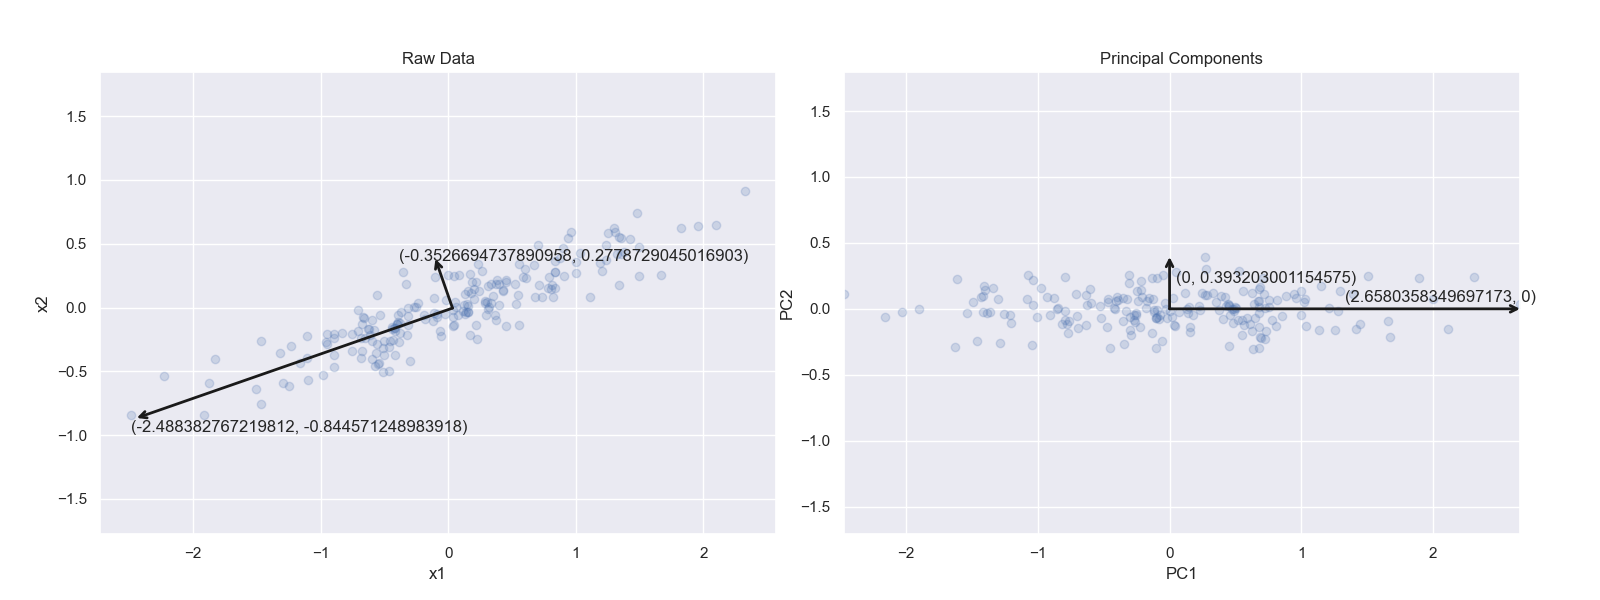 Raw Data
1.5
1.0
0.5
0.0
−0.5
−1.0
−1.5
x2
(-0.3526694737890958, 0.2778729045016903)
(-2.488382767219812, -0.844571248983918)
−2 −1 0 1 2
x1
Principal Components
1.5
1.0
0.5
0.0
−0.5
−1.0
−1.5
PC2
(0, 0.393203001154575)
(2.6580358349697173, 0)
−2 −1 0 1 2
PC1